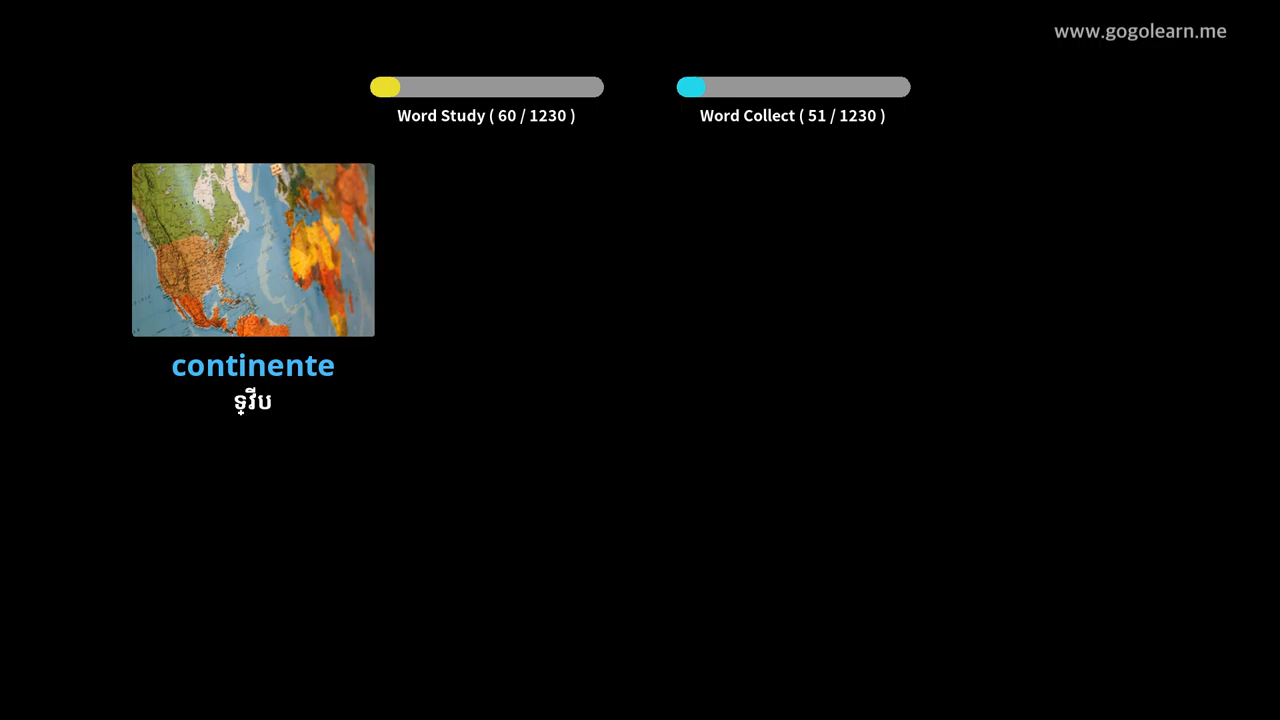 www.gogolearn.me
Word Study ( 60 / 1230 )
Word Collect ( 51 / 1230 )
continente
ទ្វីប